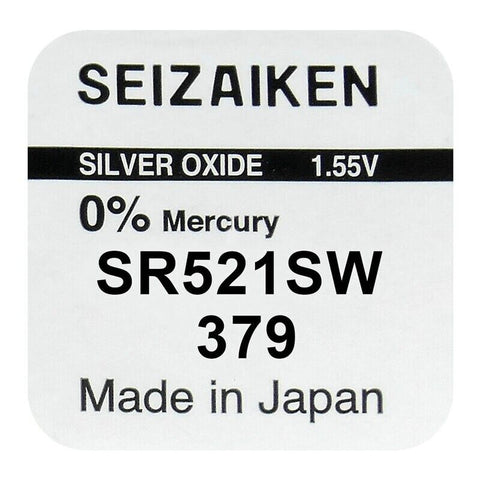 SEIZAIKEN
SILVER OXIDE 1.55V
0% Mercury
SR521SW
379
Made in Japan